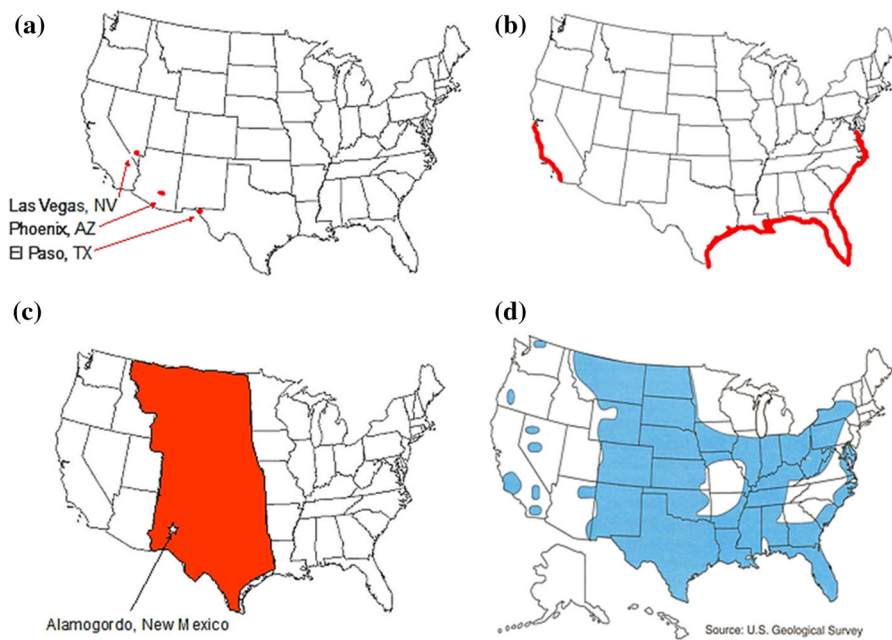 (a)
(b)
Las Vegas, NV
Phoenix, AZ
El Paso, TX
(c)
(d)
Alamogordo, New Mexico
Source: U.S. Geological Survey